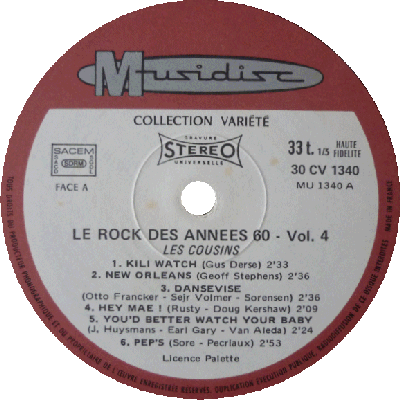 Musidisc
COLLECTION VARIÉTÉ
GRAVURE
STEREO
UNIVERSELLE
33 t. 1/3 HAUTE FIDELITE
SACEM
SDRM
FACE A
30 CV 1340
MU 1340 A
LE ROCK DES ANNEES 60 - Vol. 4
LES COUSINS
1. KILI WATCH (Gus Derse) 2'33
2. NEW ORLEANS (Geoff Stephens) 2'36
3. DANSEVISE
(Otto Francker - Sejr Volmer - Sorensen) 2'36
4. HEY MAE ! (Rusty - Doug Kershaw) 2'09
5. YOU'D BETTER WATCH YOUR BABY
(J. Huysmans - Earl Gary - Van Aleda) 2'24
6. PEP'S (Sore - Pecriaux) 2'53
Licence Palette
MADE IN FRANCE